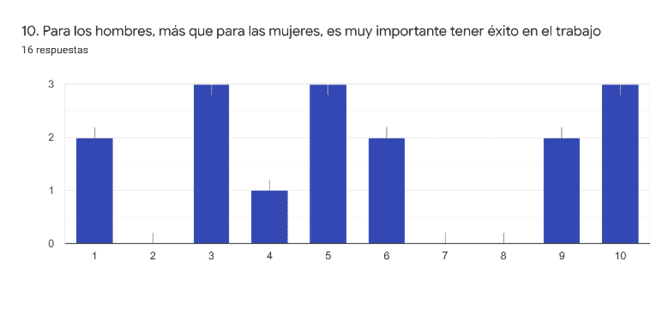 10. Para los hombres, más que para las mujeres, es muy importante tener éxito en el trabajo
16 respuestas
3
2
1
0
1 2 3 4 5 6 7 8 9 10